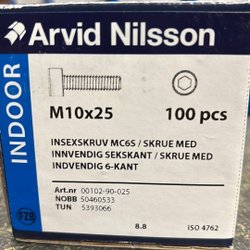 Arvid Nilsson
INDOOR
M10x25 100 pcs
INSEXSKRUV MC6S / SKRUE MED
INNVENDIG SEKSKANT / SKRUE MED
INDVENDIG 6-KANT
Art.nr 00102-90-025
NOBB 50460533
TUN 5393066
FZB
8.8 ISO 4762